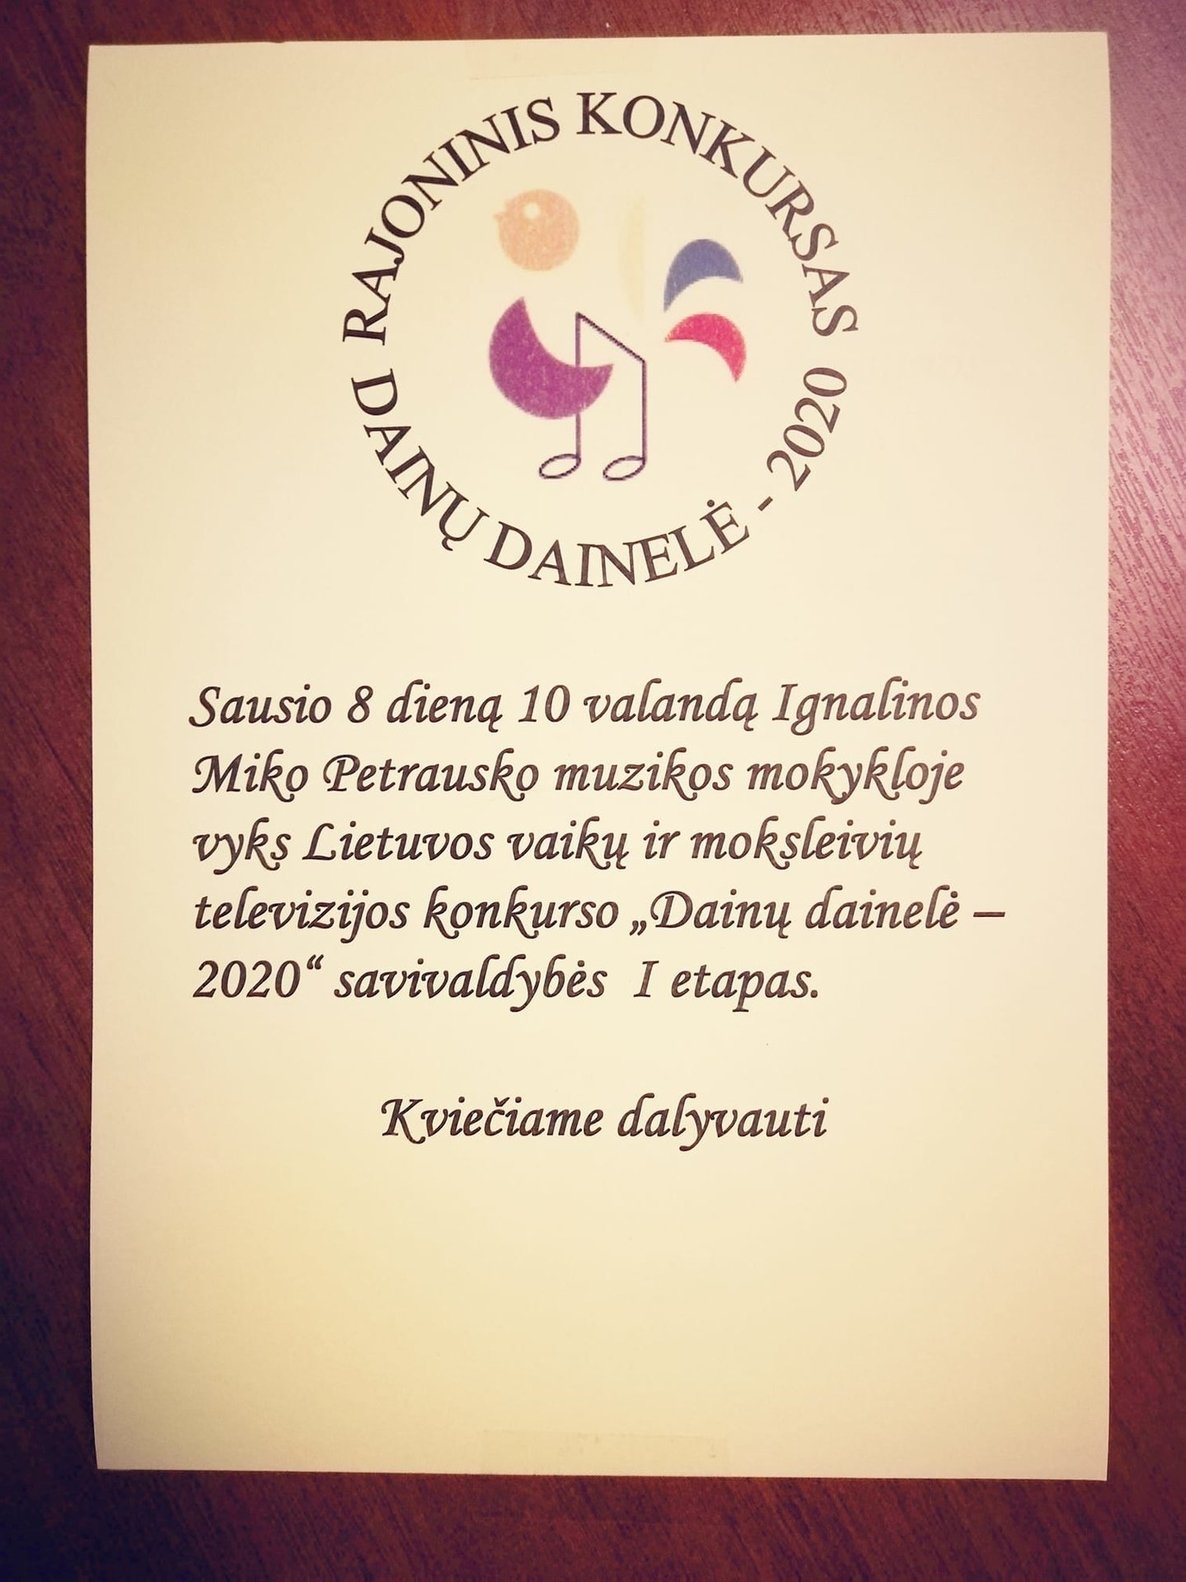 RAJONINIS KONKURSAS
DAINŲ DAINELĖ - 2020
Sausio 8 dieną 10 valandą Ignalinos
Miko Petrausko muzikos mokykloje
vyks Lietuvos vaikų ir moksleivių
televizijos konkurso „Dainų dainelė –
2020“ savivaldybės I etapas.
Kviečiame dalyvauti